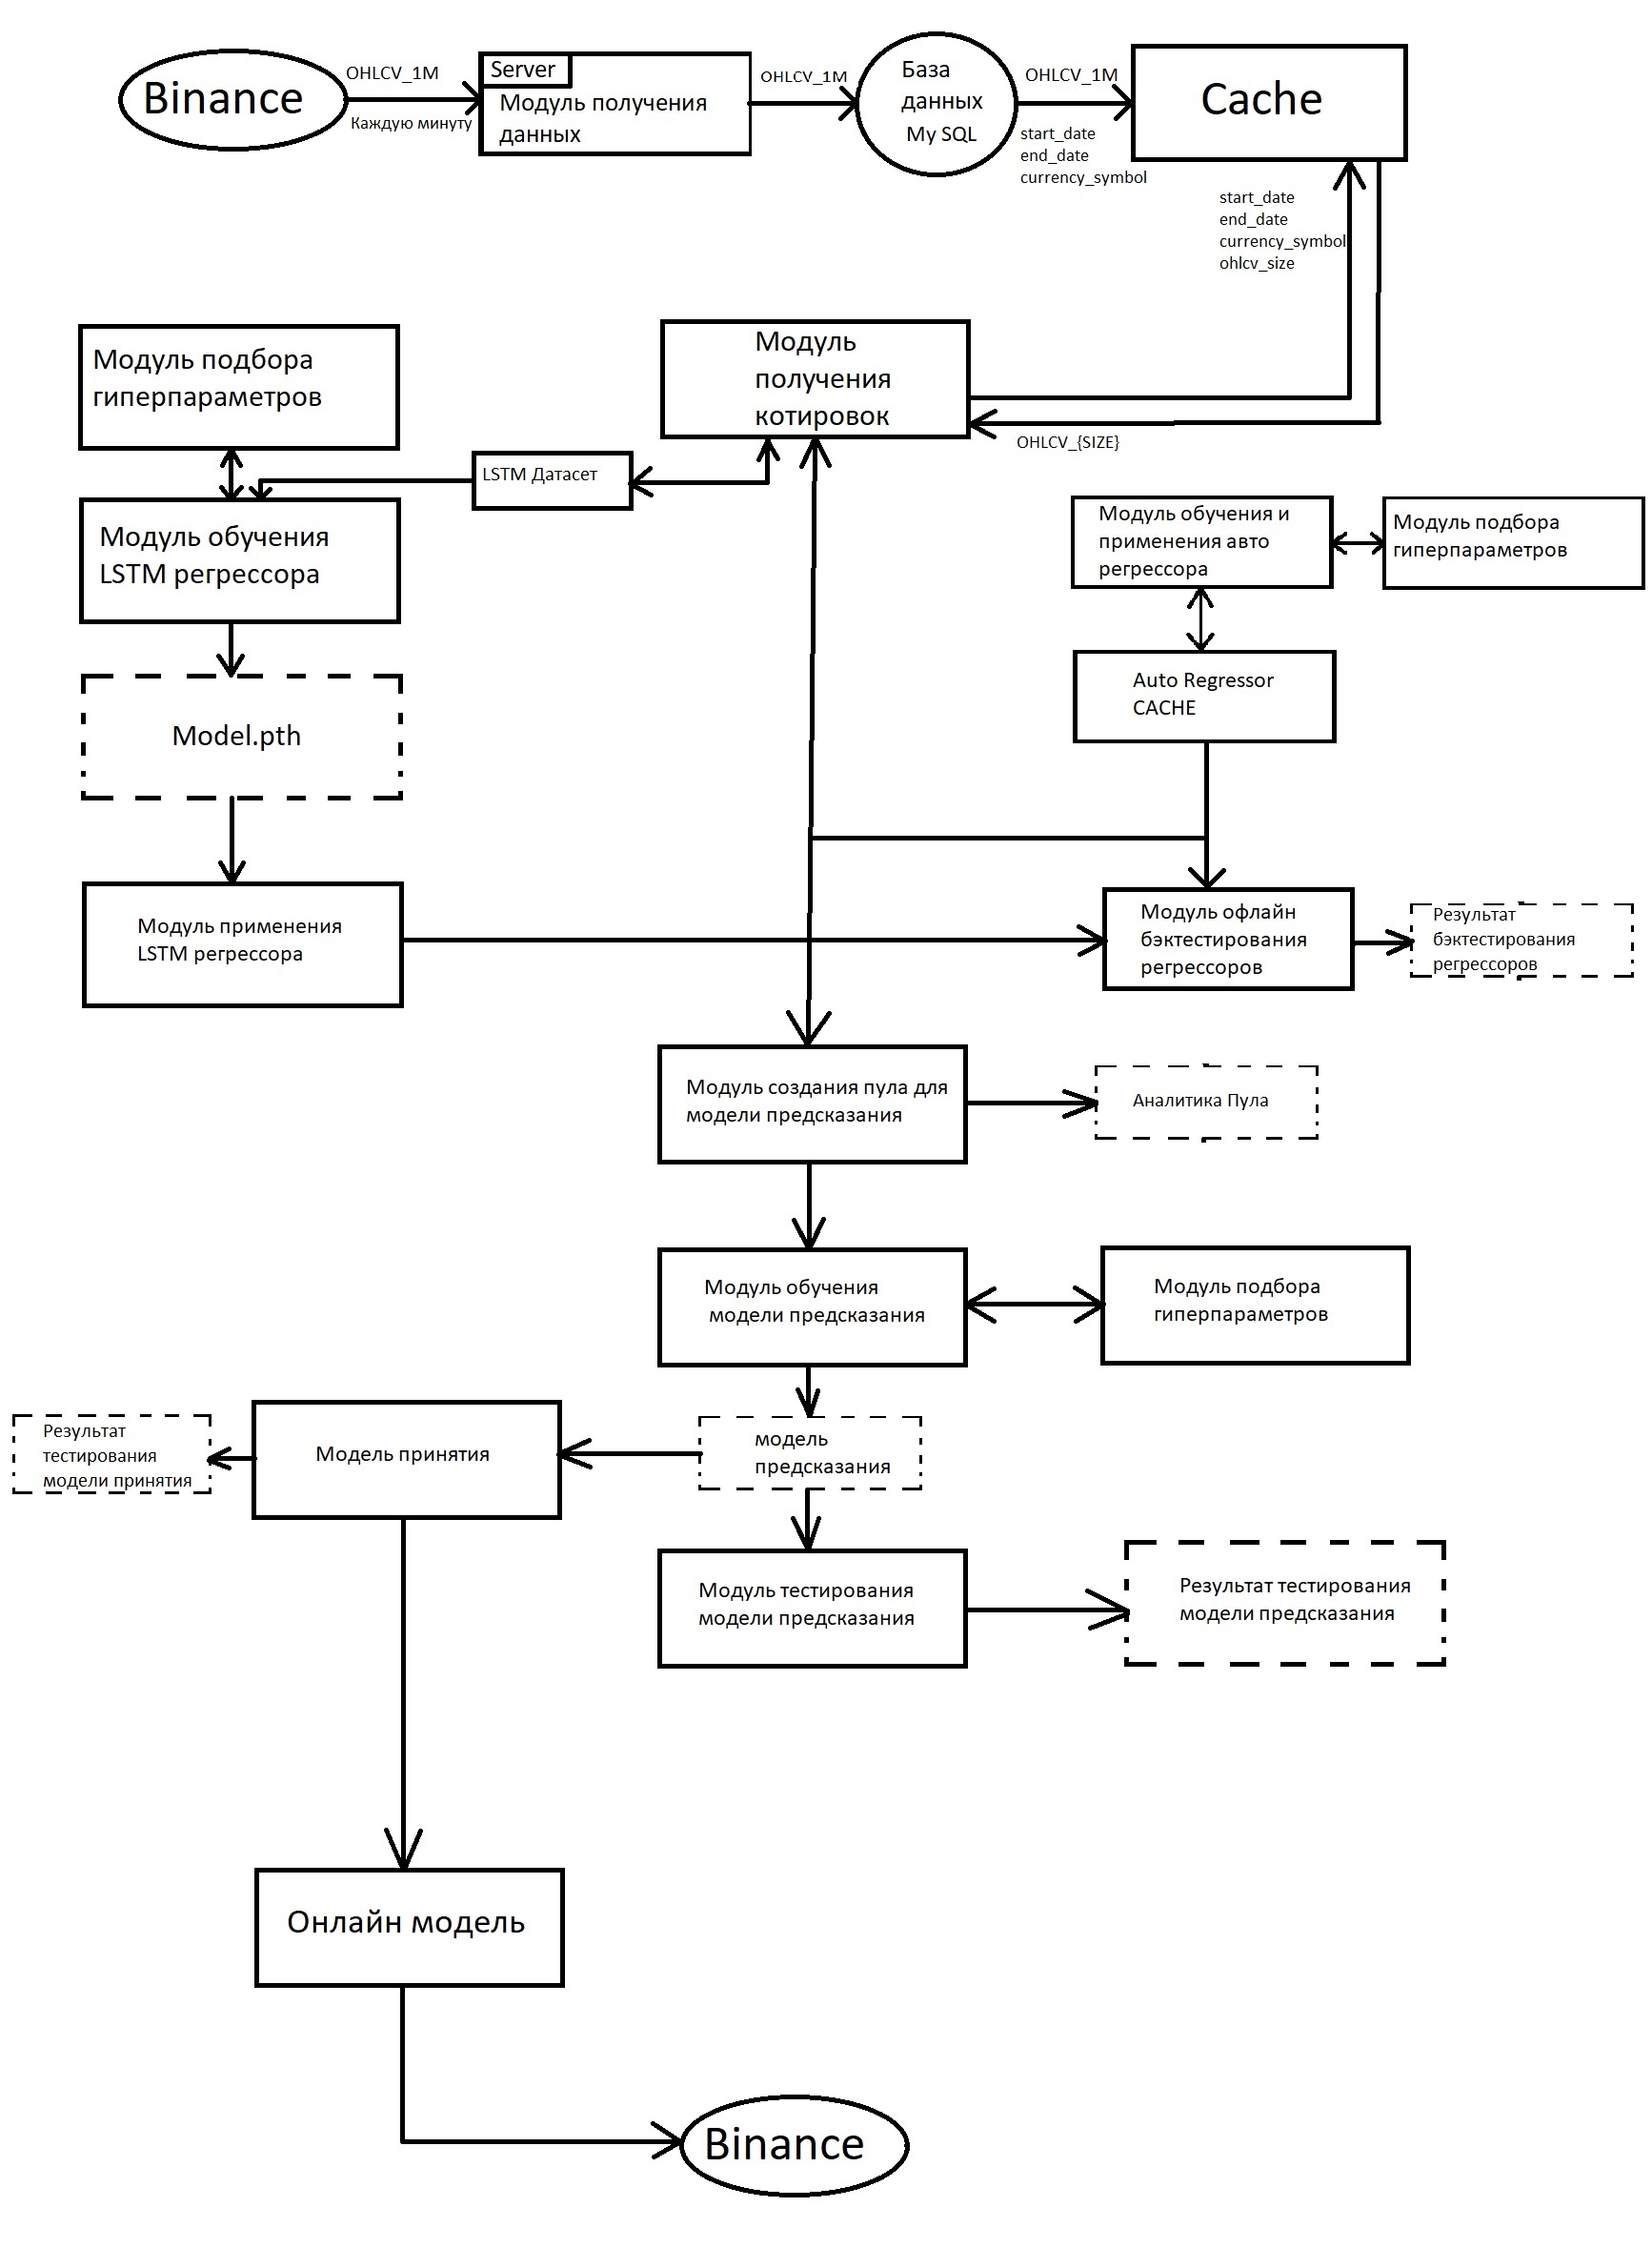 Binance
OHLCV_1M
Каждую минуту
Server
Модуль получения
данных
OHLCV_1M
База
данных
My SQL
OHLCV_1M
start_date
end_date
currency_symbol
Cache
start_date
end_date
currency_symbol
ohlcv_size
Модуль подбора
гиперпараметров
Модуль
получения
котировок
OHLCV_{SIZE}
LSTM Датасет
Модуль обучения
LSTM регрессора
Модуль обучения и
применения авто
регрессора
Модуль подбора
гиперпараметров
Auto Regressor
CACHE
Model.pth
Модуль применения
LSTM регрессора
Модуль офлайн
бэктестирования
регрессоров
Результат
бэктестирования
регрессоров
Модуль создания пула для
модели предсказания
Аналитика Пула
Модуль обучения
модели предсказания
Модуль подбора
гиперпараметров
Результат
тестирования
модели принятия
Модель принятия
модель
предсказания
Модуль тестирования
модели предсказания
Результат тестирования
модели предсказания
Онлайн модель
Binance